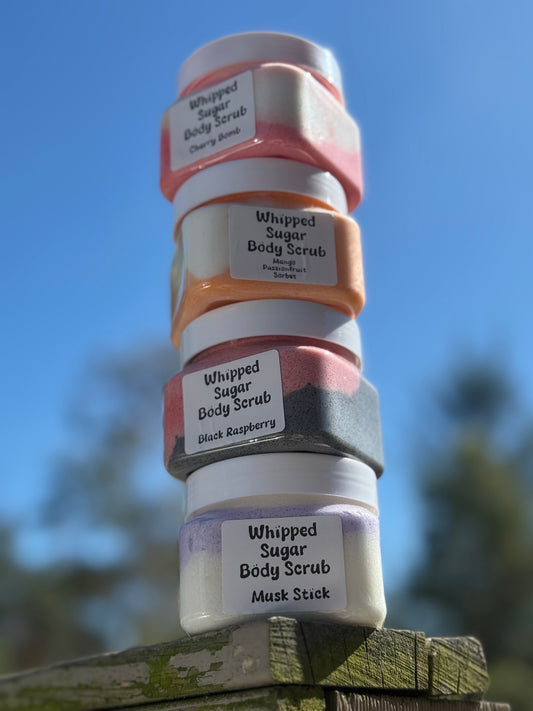 Whipped
Sugar
Body Scrub
Cherry Bomb
Whipped
Sugar
Body Scrub
Mango
Passionfruit
Sorbet
Whipped
Sugar
Body Scrub
Black Raspberry
Whipped
Sugar
Body Scrub
Musk Stick